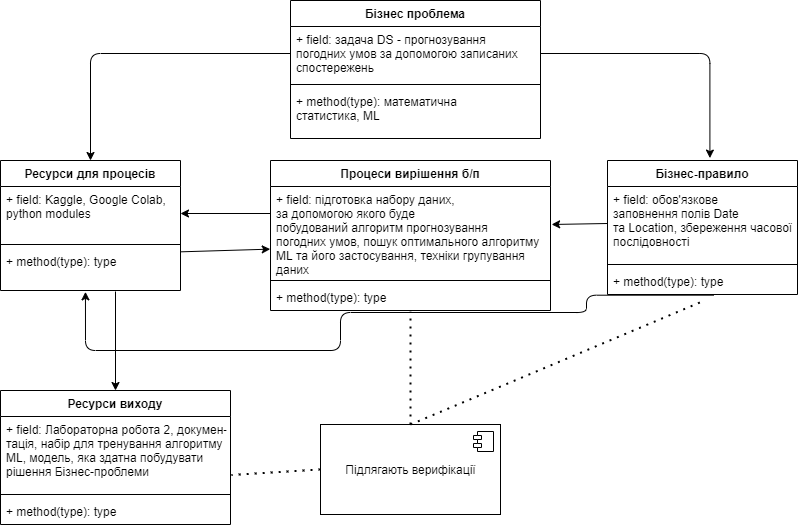 Бізнес проблема
+ field: задача DS - прогнозування
погодних умов за допомогою записаних
спостережень
+ method(type): математична
статистика, ML
Ресурси для процесів
+ field: Kaggle, Google Colab,
python modules
+ method(type): type
Процеси вирішення б/п
+ field: підготовка набору даних,
за допомогою якого буде
побудований алгоритм прогнозування
погодних умов, пошук оптимального алгоритму
ML та його застосування, техніки групування
даних
+ method(type): type
Бізнес-правило
+ field: обов'язкове
заповнення полів Date
та Location, збереження часової
послідовності
+ method(type): type
Ресурси виходу
+ field: Лабораторна робота 2, докумен-
тація, набір для тренування алгоритму
ML, модель, яка здатна побудувати
рішення Бізнес-проблеми
+ method(type): type
Підлягають верифікації